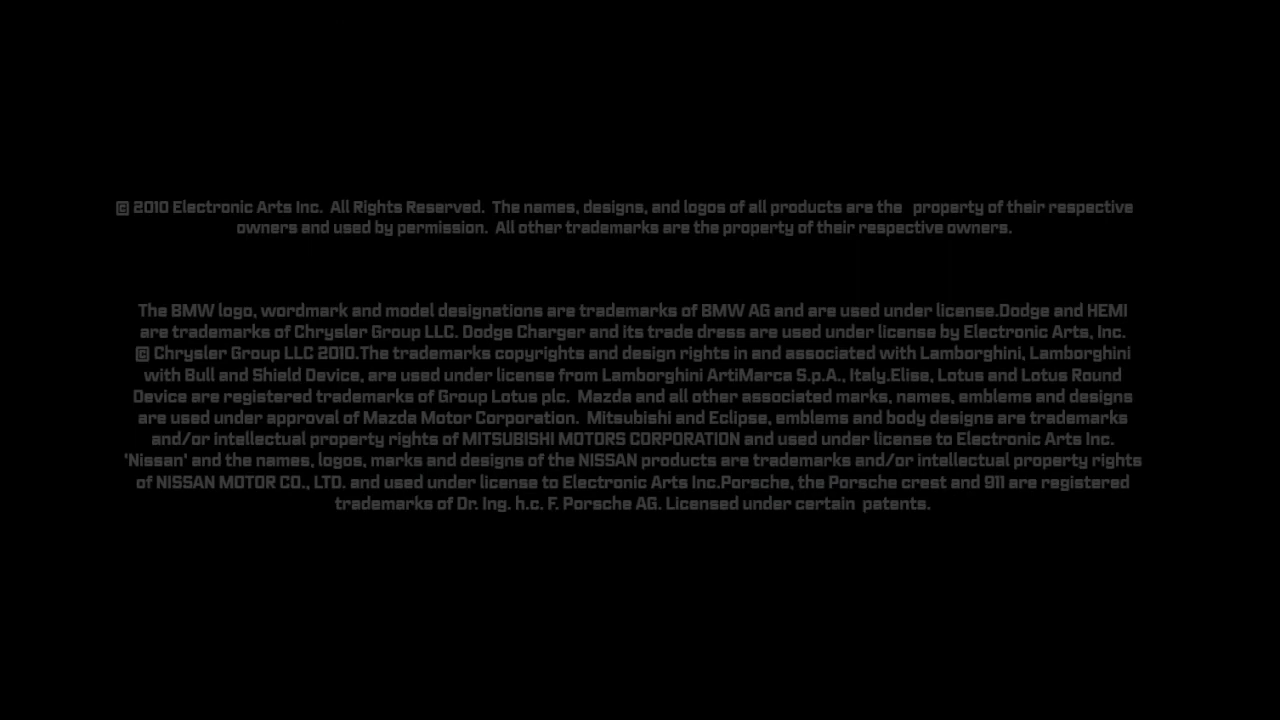 © 2010 Electronic Arts Inc.  All Rights Reserved.  The names, designs, and logos of all products are the  property of their respective
owners and used by permission.  All other trademarks are the property of their respective owners.
The BMW logo, wordmark and model designations are trademarks of BMW AG and are used under license.Dodge and HEMI
are trademarks of Chrysler Group LLC. Dodge Charger and its trade dress are used under license by Electronic Arts, Inc.
© Chrysler Group LLC 2010.The trademarks copyrights and design rights in and associated with Lamborghini, Lamborghini
with Bull and Shield Device, are used under license from Lamborghini ArtiMarca S.p.A., Italy.Elise, Lotus and Lotus Round
Device are registered trademarks of Group Lotus plc.  Mazda and all other associated marks, names, emblems and designs
are used under approval of Mazda Motor Corporation.  Mitsubishi and Eclipse, emblems and body designs are trademarks
and/or intellectual property rights of MITSUBISHI MOTORS CORPORATION and used under license to Electronic Arts Inc.
'Nissan' and the names, logos, marks and designs of the NISSAN products are trademarks and/or intellectual property rights
of NISSAN MOTOR CO., LTD. and used under license to Electronic Arts Inc.Porsche, the Porsche crest and 911 are registered
trademarks of Dr. Ing. h.c. F. Porsche AG. Licensed under certain  patents.